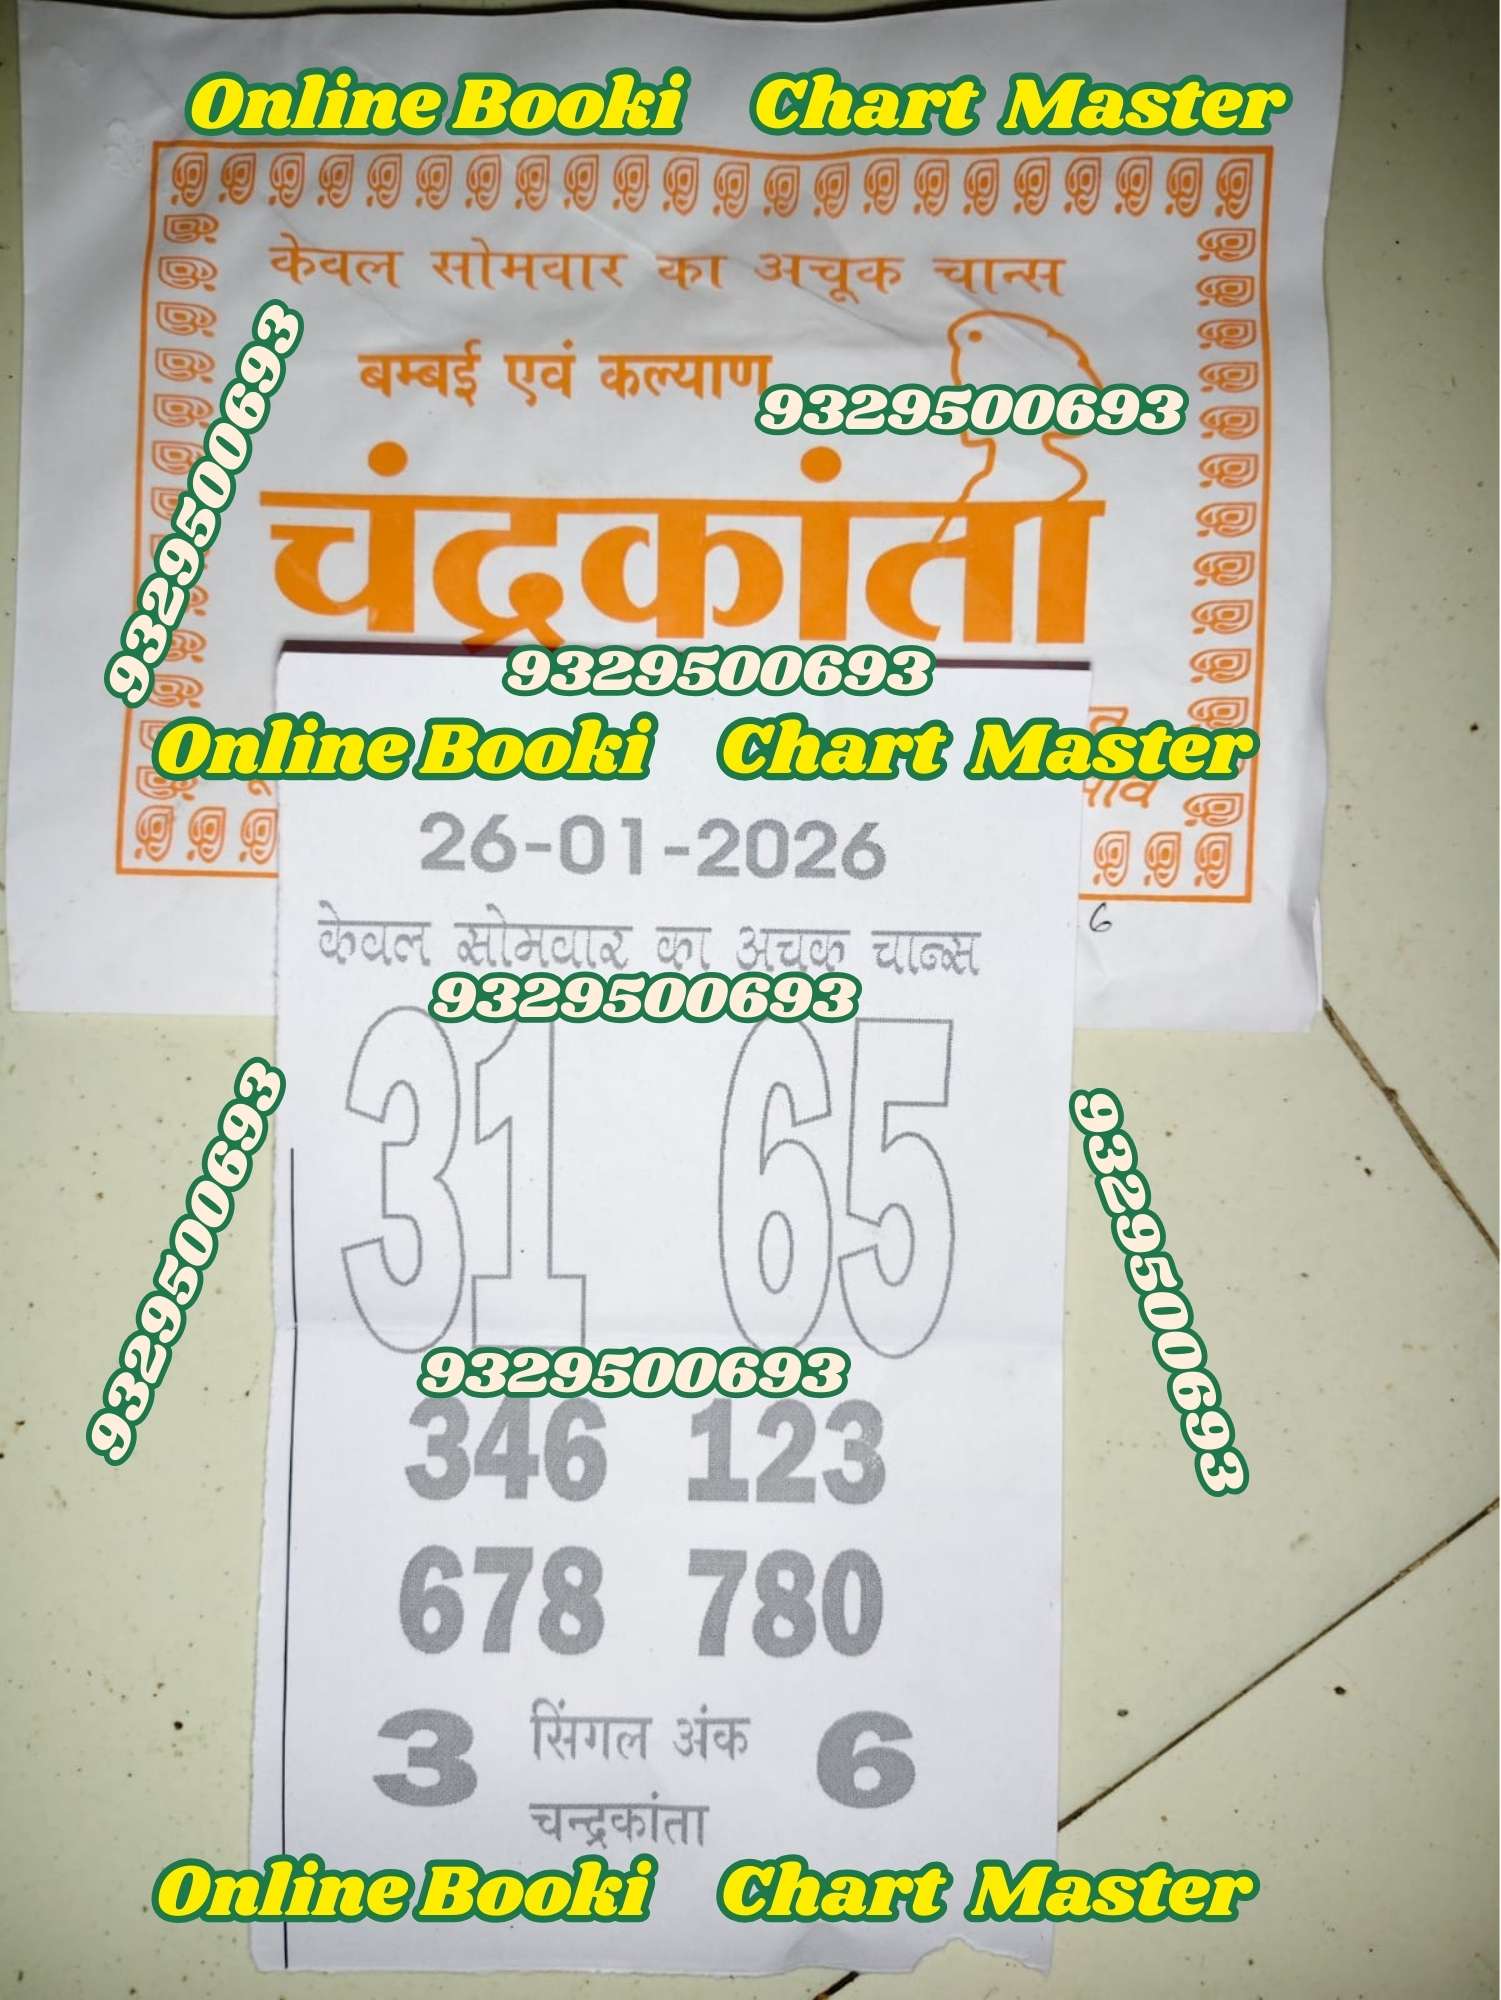 Online Booki Chart Master
केवल सोमवार का अचूक चान्स
बम्बई एवं कल्याण
9329500693
9329500693
चंद्रकांता
9329500693
Online Booki Chart Master
26-01-2026
6
केवल सोमवार का अचूक चान्स
9329500693
31 65
9329500693
9329500693
9329500693
346 123
678 780
3 सिंगल अंक 6
चन्द्रकांता
Online Booki Chart Master